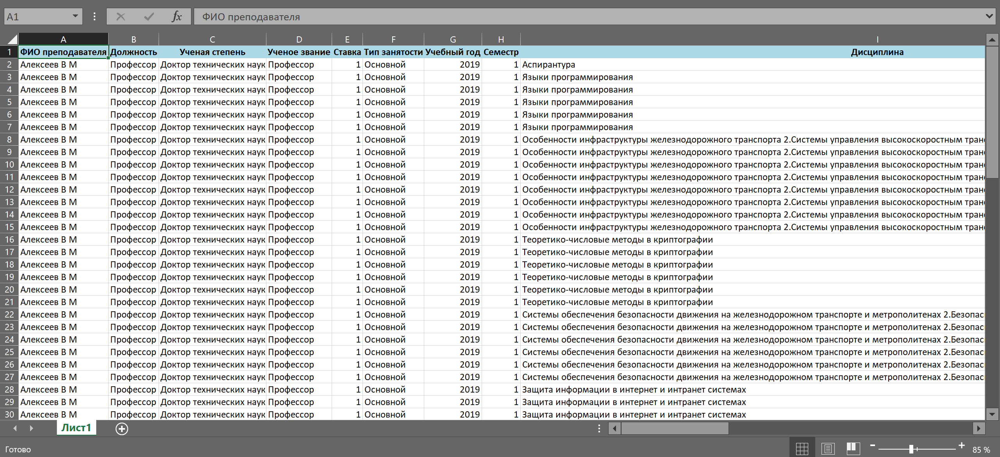 A1 fx ФИО преподавателя
A B C D E F G H I
1 ФИО преподавателя Должность Ученая степень Ученое звание Ставка Тип занятости Учебный год Семестр Дисциплина
2 Алексеев В М Профессор Доктор технических наук Профессор 1 Основной 2019 1 Аспирантура
3 Алексеев В М Профессор Доктор технических наук Профессор 1 Основной 2019 1 Языки программирования
4 Алексеев В М Профессор Доктор технических наук Профессор 1 Основной 2019 1 Языки программирования
5 Алексеев В М Профессор Доктор технических наук Профессор 1 Основной 2019 1 Языки программирования
6 Алексеев В М Профессор Доктор технических наук Профессор 1 Основной 2019 1 Языки программирования
7 Алексеев В М Профессор Доктор технических наук Профессор 1 Основной 2019 1 Языки программирования
8 Алексеев В М Профессор Доктор технических наук Профессор 1 Основной 2019 1 Особенности инфраструктуры железнодорожного транспорта 2.Системы управления высокоскоростным тран
9 Алексеев В М Профессор Доктор технических наук Профессор 1 Основной 2019 1 Особенности инфраструктуры железнодорожного транспорта 2.Системы управления высокоскоростным тран
10 Алексеев В М Профессор Доктор технических наук Профессор 1 Основной 2019 1 Особенности инфраструктуры железнодорожного транспорта 2.Системы управления высокоскоростным тран
11 Алексеев В М Профессор Доктор технических наук Профессор 1 Основной 2019 1 Особенности инфраструктуры железнодорожного транспорта 2.Системы управления высокоскоростным тран
12 Алексеев В М Профессор Доктор технических наук Профессор 1 Основной 2019 1 Особенности инфраструктуры железнодорожного транспорта 2.Системы управления высокоскоростным тран
13 Алексеев В М Профессор Доктор технических наук Профессор 1 Основной 2019 1 Особенности инфраструктуры железнодорожного транспорта 2.Системы управления высокоскоростным тран
14 Алексеев В М Профессор Доктор технических наук Профессор 1 Основной 2019 1 Особенности инфраструктуры железнодорожного транспорта 2.Системы управления высокоскоростным тран
15 Алексеев В М Профессор Доктор технических наук Профессор 1 Основной 2019 1 Особенности инфраструктуры железнодорожного транспорта 2.Системы управления высокоскоростным тран
16 Алексеев В М Профессор Доктор технических наук Профессор 1 Основной 2019 1 Теоретико-числовые методы в криптографии
17 Алексеев В М Профессор Доктор технических наук Профессор 1 Основной 2019 1 Теоретико-числовые методы в криптографии
18 Алексеев В М Профессор Доктор технических наук Профессор 1 Основной 2019 1 Теоретико-числовые методы в криптографии
19 Алексеев В М Профессор Доктор технических наук Профессор 1 Основной 2019 1 Теоретико-числовые методы в криптографии
20 Алексеев В М Профессор Доктор технических наук Профессор 1 Основной 2019 1 Теоретико-числовые методы в криптографии
21 Алексеев В М Профессор Доктор технических наук Профессор 1 Основной 2019 1 Теоретико-числовые методы в криптографии
22 Алексеев В М Профессор Доктор технических наук Профессор 1 Основной 2019 1 Системы обеспечения безопасности движения на железнодорожном транспорте и метрополитенах 2.Безопас
23 Алексеев В М Профессор Доктор технических наук Профессор 1 Основной 2019 1 Системы обеспечения безопасности движения на железнодорожном транспорте и метрополитенах 2.Безопас
24 Алексеев В М Профессор Доктор технических наук Профессор 1 Основной 2019 1 Системы обеспечения безопасности движения на железнодорожном транспорте и метрополитенах 2.Безопас
25 Алексеев В М Профессор Доктор технических наук Профессор 1 Основной 2019 1 Системы обеспечения безопасности движения на железнодорожном транспорте и метрополитенах 2.Безопас
26 Алексеев В М Профессор Доктор технических наук Профессор 1 Основной 2019 1 Системы обеспечения безопасности движения на железнодорожном транспорте и метрополитенах 2.Безопас
27 Алексеев В М Профессор Доктор технических наук Профессор 1 Основной 2019 1 Системы обеспечения безопасности движения на железнодорожном транспорте и метрополитенах 2.Безопас
28 Алексеев В М Профессор Доктор технических наук Профессор 1 Основной 2019 1 Защита информации в интернет и интранет системах
29 Алексеев В М Профессор Доктор технических наук Профессор 1 Основной 2019 1 Защита информации в интернет и интранет системах
30 Алексеев В М Профессор Доктор технических наук Профессор 1 Основной 2019 1 Защита информации в интернет и интранет системах
Лист1
Готово 85 %